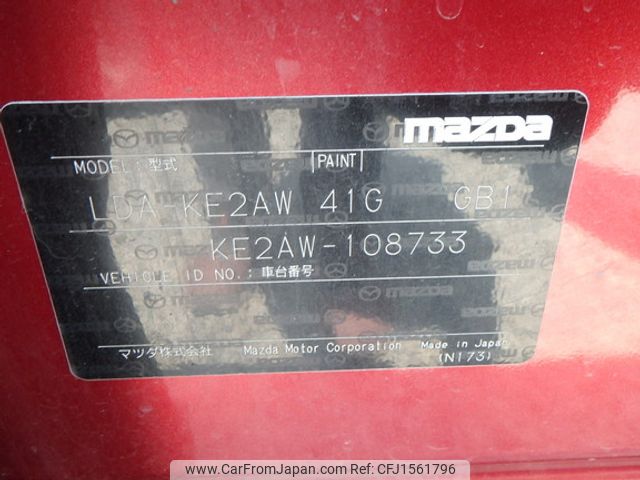 mazda
MODEL: 型式 PAINT
LDA-KE2AW 41G GB1
KE2AW-108733
VEHICLE ID NO.: 車台番号
マツダ株式会社 Mazda Motor Corporation Made in Japan
(N173)
www.CarFromJapan.com | ID: CFJ1561796